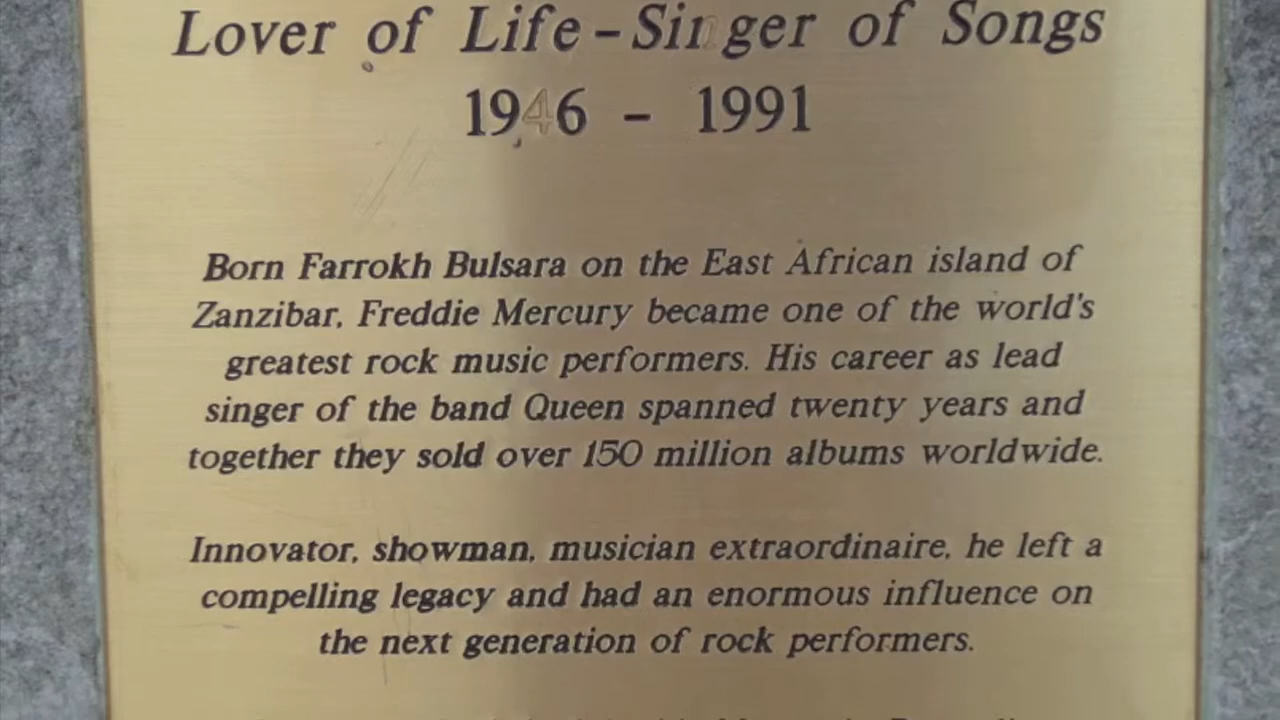 Lover of Life - Singer of Songs
1946 - 1991
Born Farrokh Bulsara on the East African island of
Zanzibar, Freddie Mercury became one of the world's
greatest rock music performers. His career as lead
singer of the band Queen spanned twenty years and
together they sold over 150 million albums worldwide.
Innovator, showman, musician extraordinaire, he left a
compelling legacy and had an enormous influence on
the next generation of rock performers.